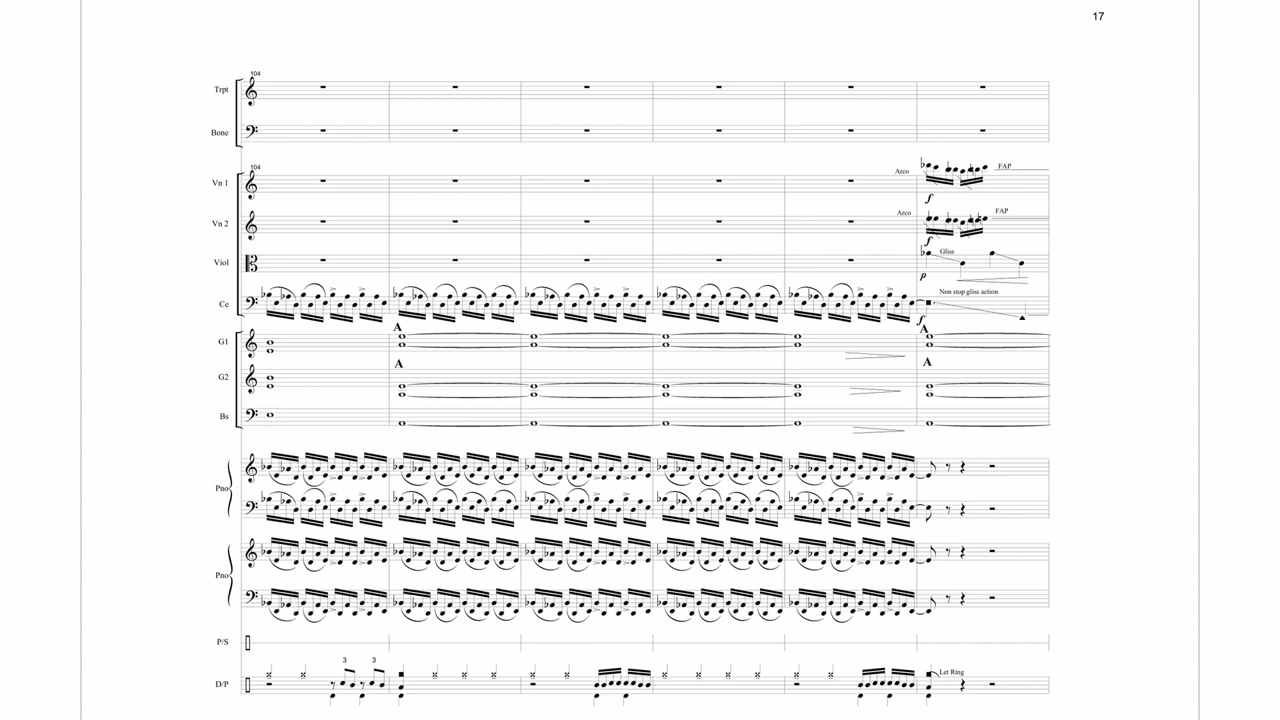 17
104
Trpt
Bone
104
Vn 1
Arco
FAP
f
Vn 2
Arco
FAP
f
Viol
Gliss
p
Ce
Non stop gliss action
f
G1
A
A
G2
A
A
Bs
Pno
Pno
P/S
3 3
D/P
Let Ring